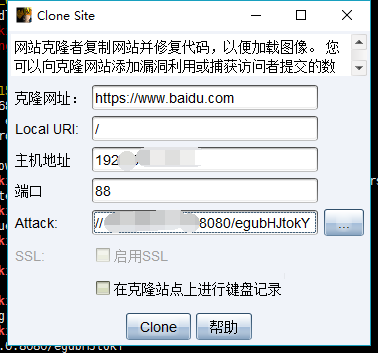 Clone Site
网站克隆者复制网站并修复代码，以便加载图像。 您
可以向克隆网站添加漏洞利用或捕获访问者提交的数
克隆网址： https://www.baidu.com
Local URI: /
主机地址 192
端口 88
Attack: // 8080/egubHJtokY ...
SSL: 启用SSL
在克隆站点上进行键盘记录
Clone 帮助